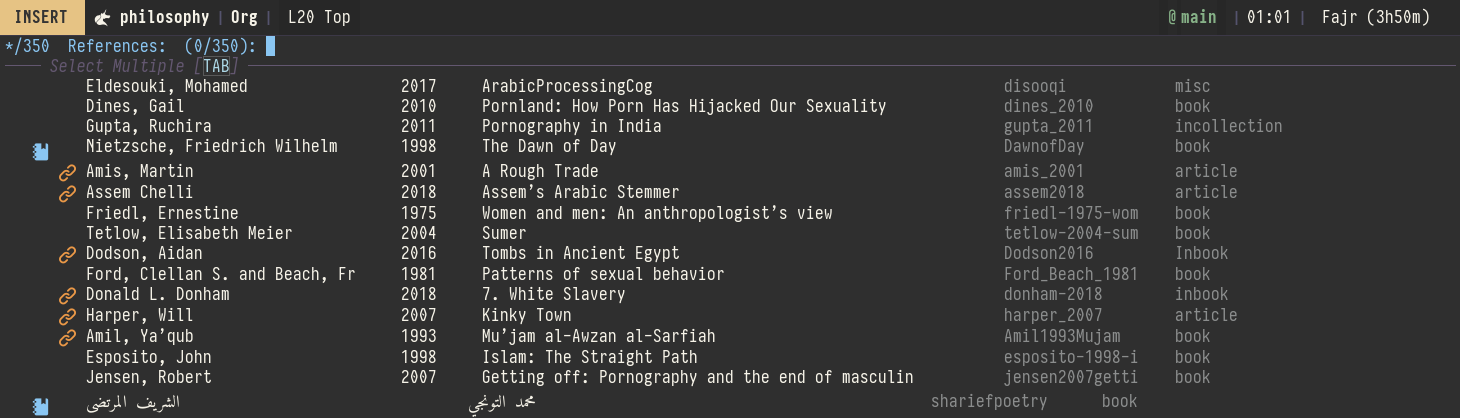 INSERT philosophy | Org | L20 Top @ main | 01:01 | Fajr (3h50m)
*/350 References: (0/350):
Select Multiple [TAB]
Eldesouki, Mohamed 2017 ArabicProcessingCog disooqi misc
Dines, Gail 2010 Pornland: How Porn Has Hijacked Our Sexuality dines_2010 book
Gupta, Ruchira 2011 Pornography in India gupta_2011 incollection
Nietzsche, Friedrich Wilhelm 1998 The Dawn of Day DawnofDay book
Amis, Martin 2001 A Rough Trade amis_2001 article
Assem Chelli 2018 Assem’s Arabic Stemmer assem2018 article
Friedl, Ernestine 1975 Women and men: An anthropologist’s view friedl-1975-wom book
Tetlow, Elisabeth Meier 2004 Sumer tetlow-2004-sum book
Dodson, Aidan 2016 Tombs in Ancient Egypt Dodson2016 Inbook
Ford, Clellan S. and Beach, Fr 1981 Patterns of sexual behavior Ford_Beach_1981 book
Donald L. Donham 2018 7. White Slavery donham-2018 inbook
Harper, Will 2007 Kinky Town harper_2007 article
Amil, Ya’qub 1993 Mu’jam al-Awzan al-Sarfiah Amil1993Mujam book
Esposito, John 1998 Islam: The Straight Path esposito-1998-i book
Jensen, Robert 2007 Getting off: Pornography and the end of masculin jensen2007getti book
الشريف المرتضى محمد التونجي shariefpoetry book